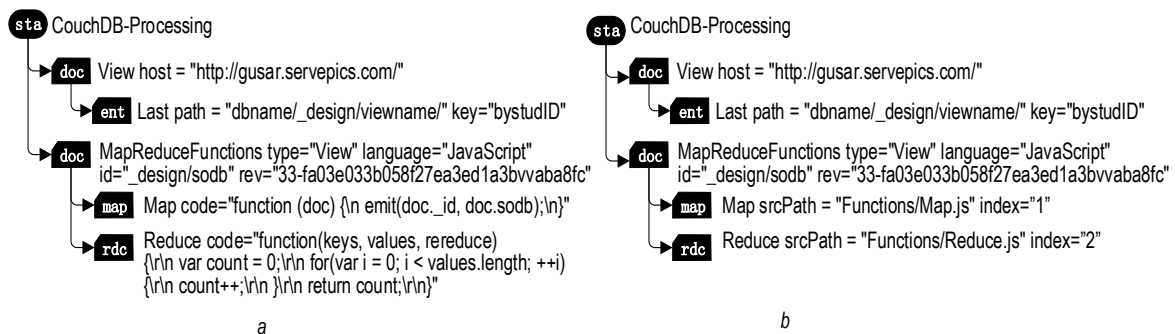 sta CouchDB-Processing
doc View host = "http://gusar.servepics.com/"
ent Last path = "dbname/_design/viewname/" key="bystudID"
doc MapReduceFunctions type="View" language="JavaScript"
id="_design/sodb" rev="33-fa03e033b058f27ea3ed1a3bvvaba8fc"
map Map code="function (doc) {\n emit(doc._id, doc.sodb);\n}"
rdc Reduce code="function(keys, values, rereduce)
{\r\n var count = 0;\r\n for(var i = 0; i < values.length; ++i)
{\r\n count++;\r\n }\r\n return count;\r\n}"
a
sta CouchDB-Processing
doc View host = "http://gusar.servepics.com/"
ent Last path = "dbname/_design/viewname/" key="bystudID"
doc MapReduceFunctions type="View" language="JavaScript"
id="_design/sodb" rev="33-fa03e033b058f27ea3ed1a3bvvaba8fc"
map Map srcPath = "Functions/Map.js" index="1"
rdc Reduce srcPath = "Functions/Reduce.js" index="2"
b